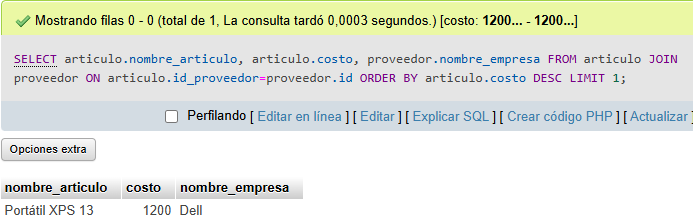 Mostrando filas 0 - 0 (total de 1, La consulta tardó 0,0003 segundos.) [costo: 1200... - 1200...]
SELECT articulo.nombre_articulo, articulo.costo, proveedor.nombre_empresa FROM articulo JOIN
proveedor ON articulo.id_proveedor=proveedor.id ORDER BY articulo.costo DESC LIMIT 1;
Perfilando [ Editar en línea ] [ Editar ] [ Explicar SQL ] [ Crear código PHP ] [ Actualizar ]
Opciones extra
nombre_articulo costo nombre_empresa
Portátil XPS 13 1200 Dell